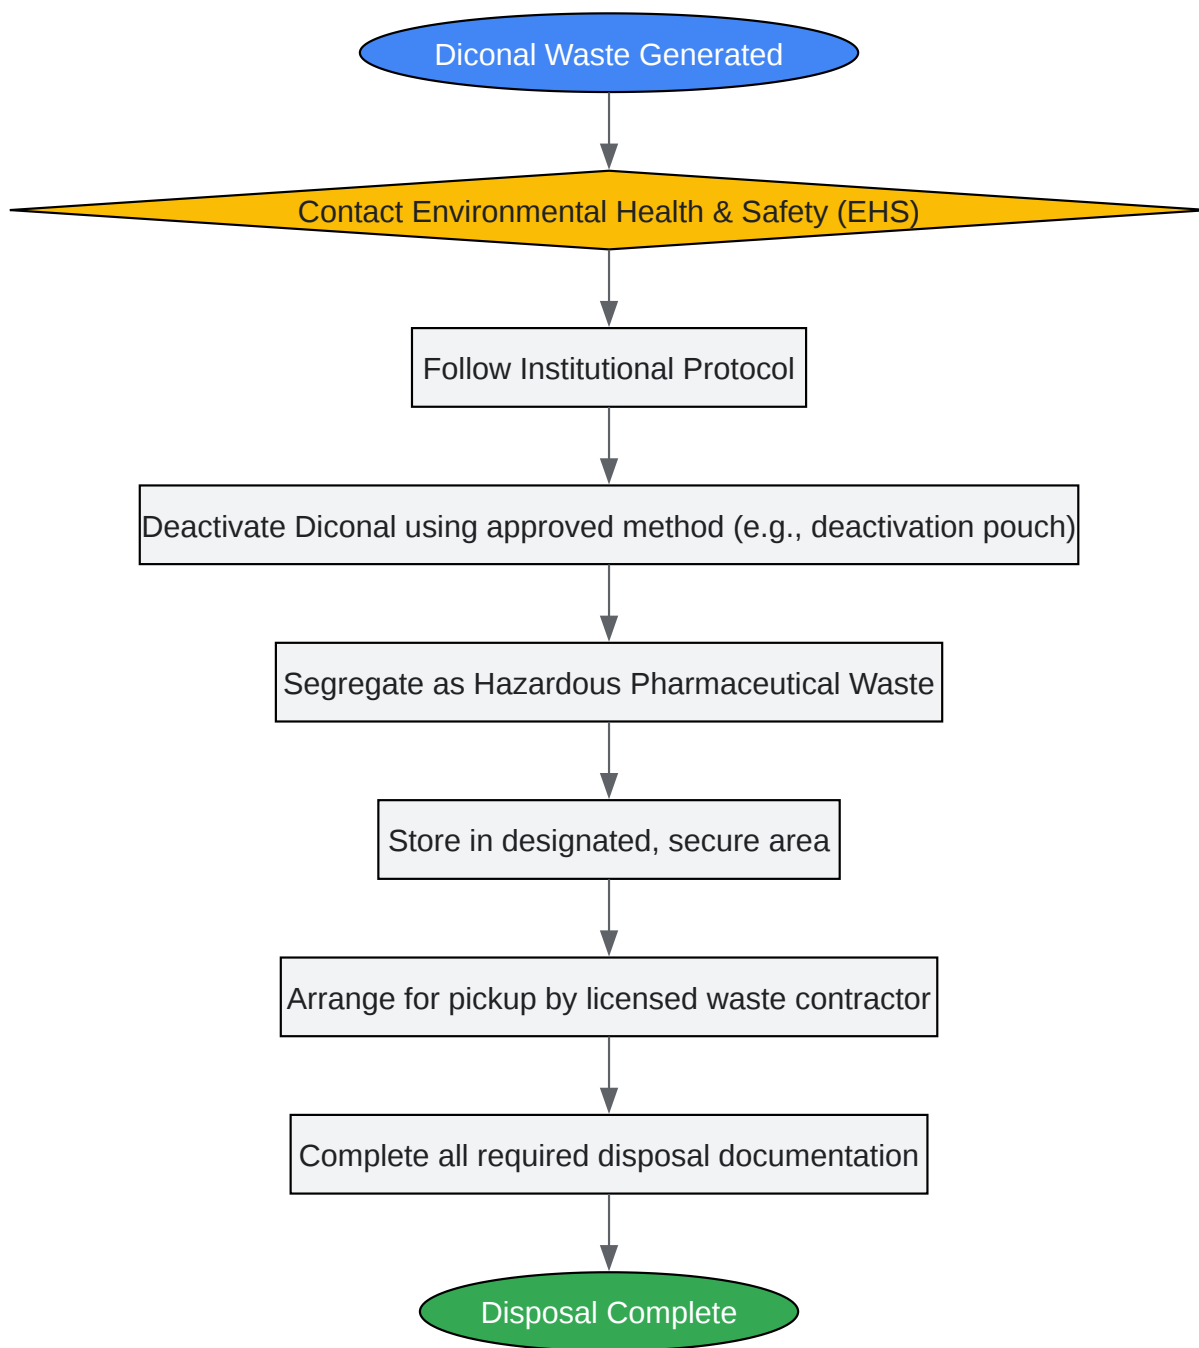 Diconal Waste Generated
Contact Environmental Health & Safety (EHS)
Follow Institutional Protocol
Deactivate Diconal using approved method (e.g., deactivation pouch)
Segregate as Hazardous Pharmaceutical Waste
Store in designated, secure area
Arrange for pickup by licensed waste contractor
Complete all required disposal documentation
Disposal Complete